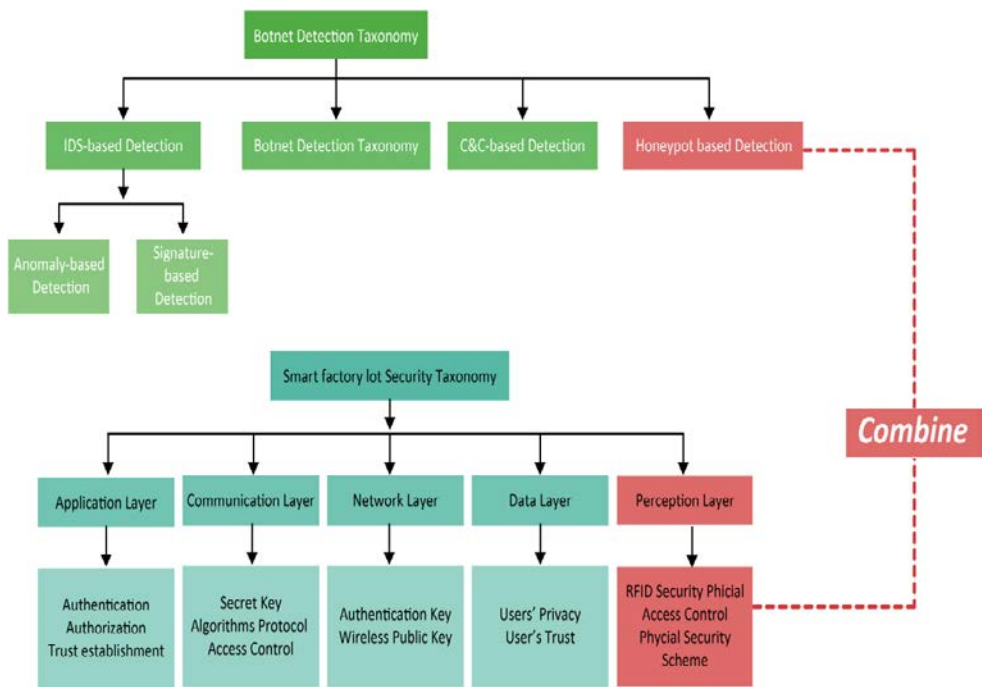 Botnet Detection Taxonomy
IDS-based Detection
Botnet Detection Taxonomy
C&C-based Detection
Honeypot based Detection
Anomaly-based
Detection
Signature-
based
Detection
Smart factory lot Security Taxonomy
Combine
Application Layer
Communication Layer
Network Layer
Data Layer
Perception Layer
Authentication
Authorization
Trust establishment
Secret Key
Algorithms Protocol
Access Control
Authentication Key
Wireless Public Key
Users' Privacy
User's Trust
RFID Security Phicial
Access Control
Phycial Security
Scheme